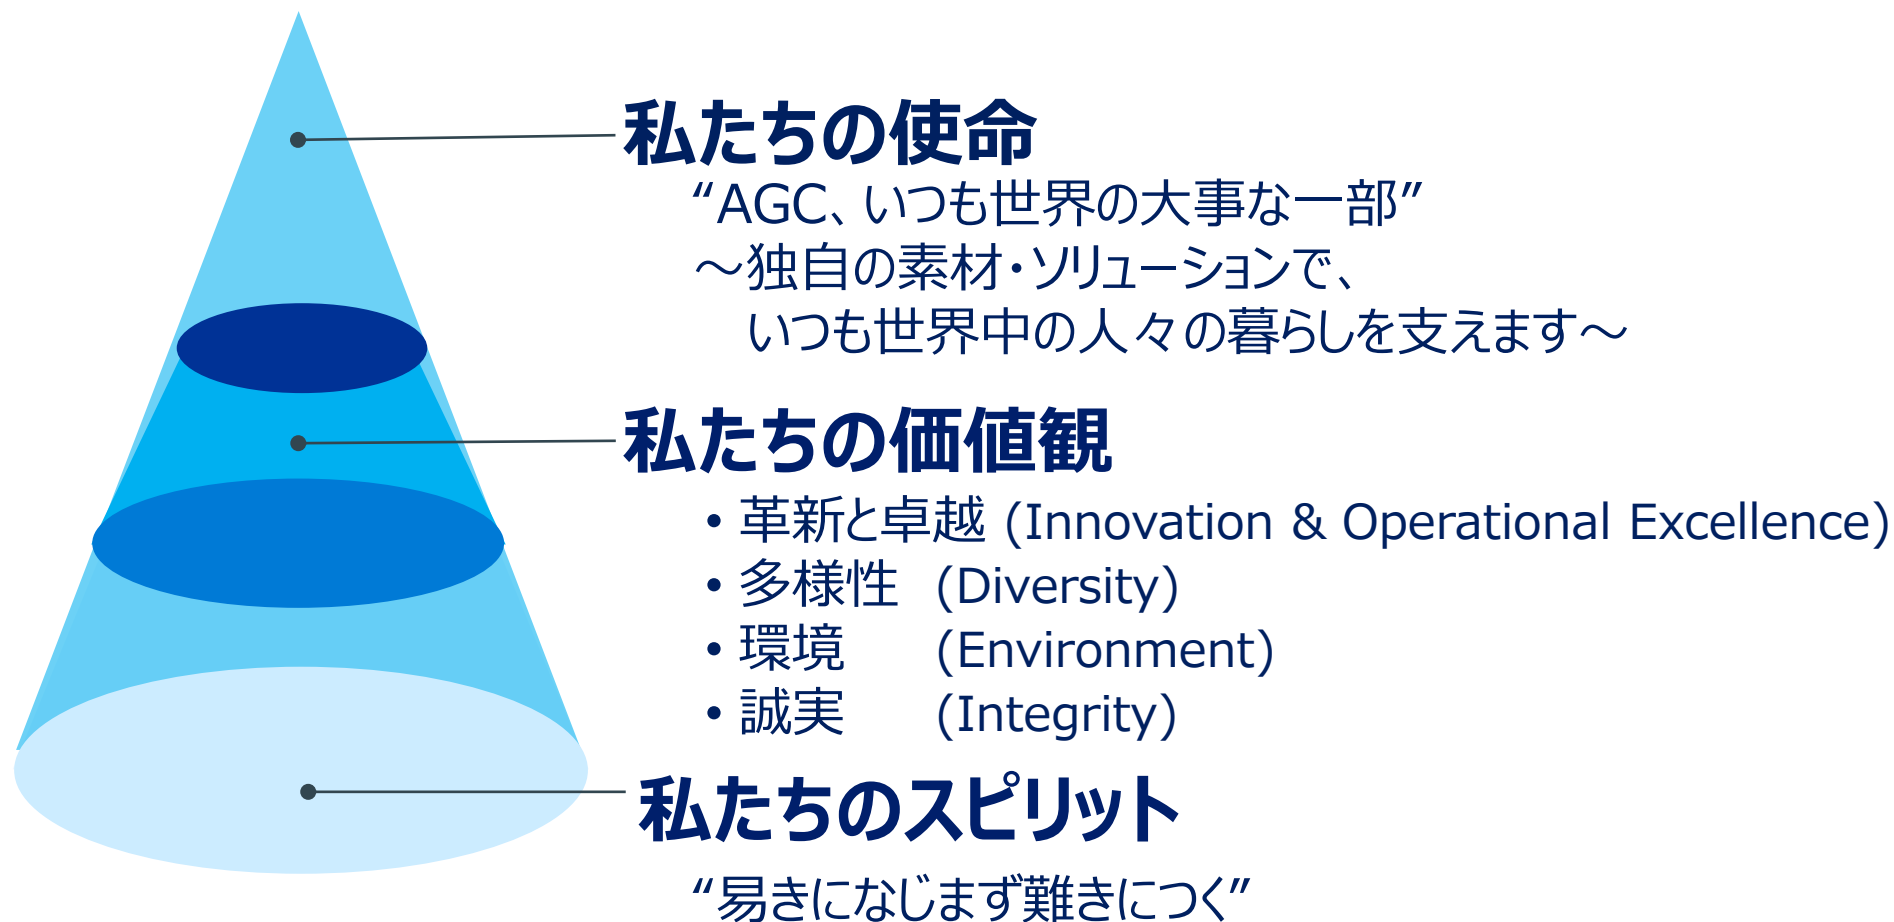 私たちの使命
“AGC、いつも世界の大事な一部”
～独自の素材・ソリューションで、
いつも世界中の人々の暮らしを支えます～
私たちの価値観
• 革新と卓越 (Innovation & Operational Excellence)
• 多様性 (Diversity)
• 環境 (Environment)
• 誠実 (Integrity)
私たちのスピリット
“易きになじまず難きにつく”